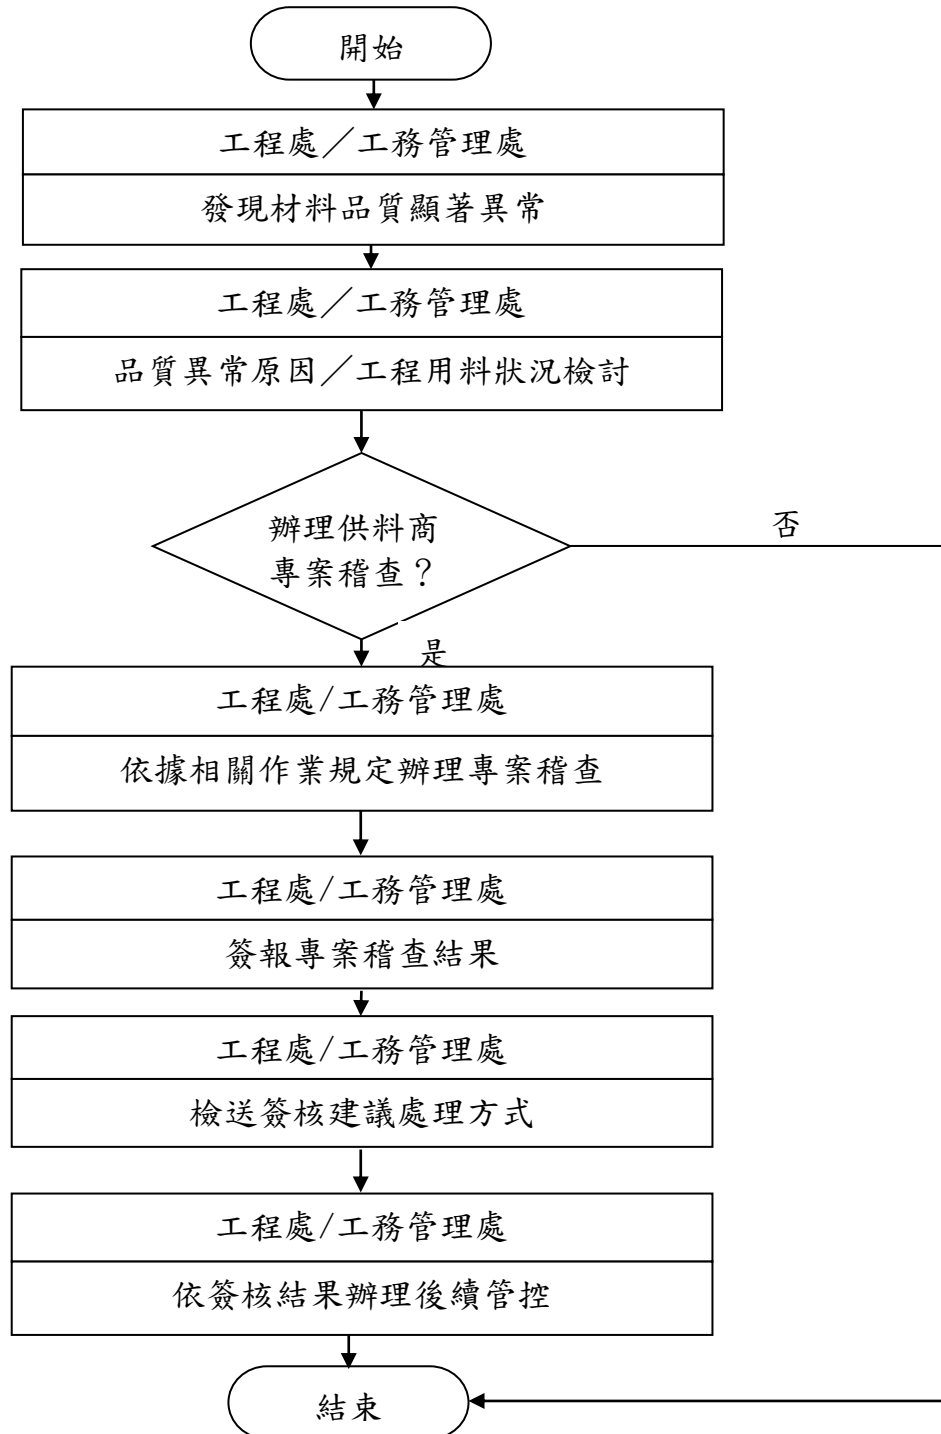 開始
工程處／工務管理處
發現材料品質顯著異常
工程處／工務管理處
品質異常原因／工程用料狀況檢討
辦理供料商
專案稽查？
否
是
工程處/工務管理處
依據相關作業規定辦理專案稽查
工程處/工務管理處
簽報專案稽查結果
工程處/工務管理處
檢送簽核建議處理方式
工程處/工務管理處
依簽核結果辦理後續管控
結束